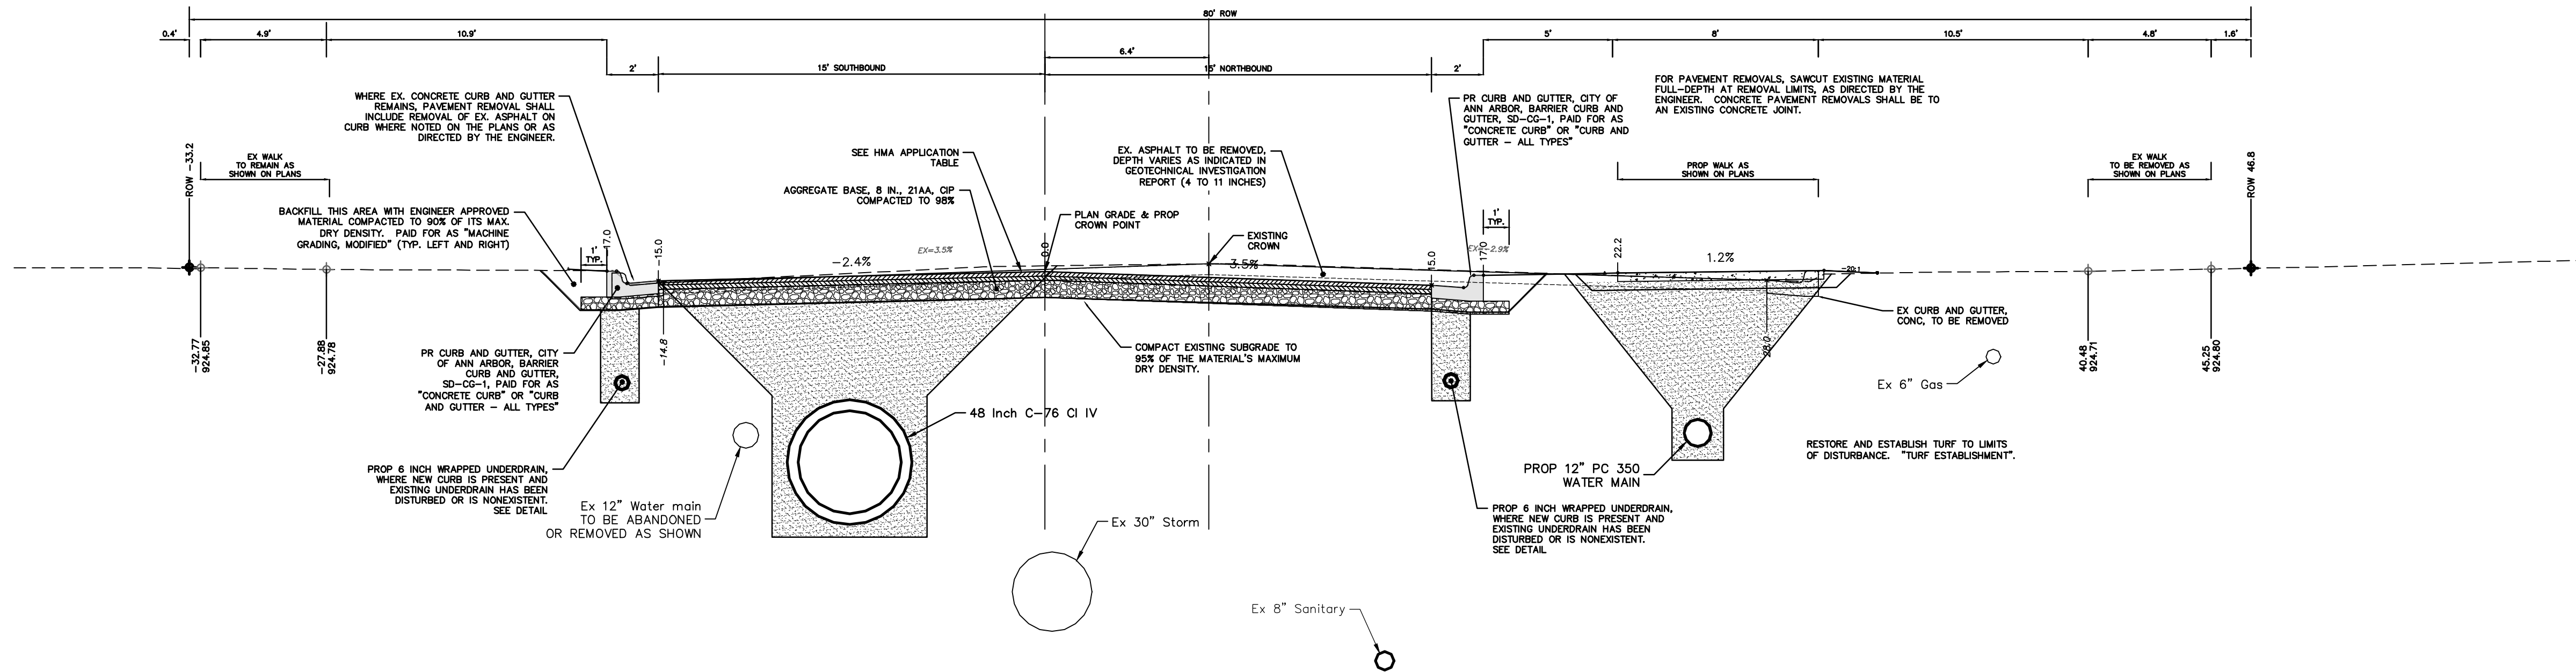 80' ROW
0.4'
4.9'
10.9'
5'
8'
10.5'
4.8'
1.6'
6.4'
2'
15' SOUTHBOUND
15' NORTHBOUND
2'
WHERE EX. CONCRETE CURB AND GUTTER
REMAINS, PAVEMENT REMOVAL SHALL
INCLUDE REMOVAL OF EX. ASPHALT ON
CURB WHERE NOTED ON THE PLANS OR AS
DIRECTED BY THE ENGINEER.
PR CURB AND GUTTER, CITY OF
ANN ARBOR, BARRIER CURB AND
GUTTER, SD-CG-1, PAID FOR AS
"CONCRETE CURB" OR "CURB AND
GUTTER - ALL TYPES"
FOR PAVEMENT REMOVALS, SAWCUT EXISTING MATERIAL
FULL-DEPTH AT REMOVAL LIMITS, AS DIRECTED BY THE
ENGINEER. CONCRETE PAVEMENT REMOVALS SHALL BE TO
AN EXISTING CONCRETE JOINT.
ROW -33.2
EX WALK
TO REMAIN AS
SHOWN ON PLANS
SEE HMA APPLICATION
TABLE
EX. ASPHALT TO BE REMOVED,
DEPTH VARIES AS INDICATED IN
GEOTECHNICAL INVESTIGATION
REPORT (4 TO 11 INCHES)
PROP WALK AS
SHOWN ON PLANS
EX WALK
TO BE REMOVED AS
SHOWN ON PLANS
ROW 46.8
AGGREGATE BASE, 8 IN., 21AA, CIP
COMPACTED TO 98%
BACKFILL THIS AREA WITH ENGINEER APPROVED
MATERIAL COMPACTED TO 90% OF ITS MAX.
DRY DENSITY. PAID FOR AS "MACHINE
GRADING, MODIFIED" (TYP. LEFT AND RIGHT)
PLAN GRADE & PROP
CROWN POINT
EXISTING
CROWN
1'
TYP.
-17.0
-15.0
-2.4%
EX=3.5%
0.0
3.5%
15.0
EX=-2.9%
17.0
1'
TYP.
22.2
1.2%
-20:1
-32.77
924.85
-27.88
924.78
-14.8
28.0
40.48
924.71
45.25
924.80
EX CURB AND GUTTER,
CONC, TO BE REMOVED
PR CURB AND GUTTER, CITY
OF ANN ARBOR, BARRIER
CURB AND GUTTER,
SD-CG-1, PAID FOR AS
"CONCRETE CURB" OR "CURB
AND GUTTER - ALL TYPES"
COMPACT EXISTING SUBGRADE TO
95% OF THE MATERIAL'S MAXIMUM
DRY DENSITY.
Ex 6" Gas
48 Inch C-76 Cl IV
RESTORE AND ESTABLISH TURF TO LIMITS
OF DISTURBANCE. "TURF ESTABLISHMENT".
PROP 6 INCH WRAPPED UNDERDRAIN,
WHERE NEW CURB IS PRESENT AND
EXISTING UNDERDRAIN HAS BEEN
DISTURBED OR IS NONEXISTENT.
SEE DETAIL
PROP 12" PC 350
WATER MAIN
Ex 12" Water main
TO BE ABANDONED
OR REMOVED AS SHOWN
Ex 30" Storm
PROP 6 INCH WRAPPED UNDERDRAIN,
WHERE NEW CURB IS PRESENT AND
EXISTING UNDERDRAIN HAS BEEN
DISTURBED OR IS NONEXISTENT.
SEE DETAIL
Ex 8" Sanitary